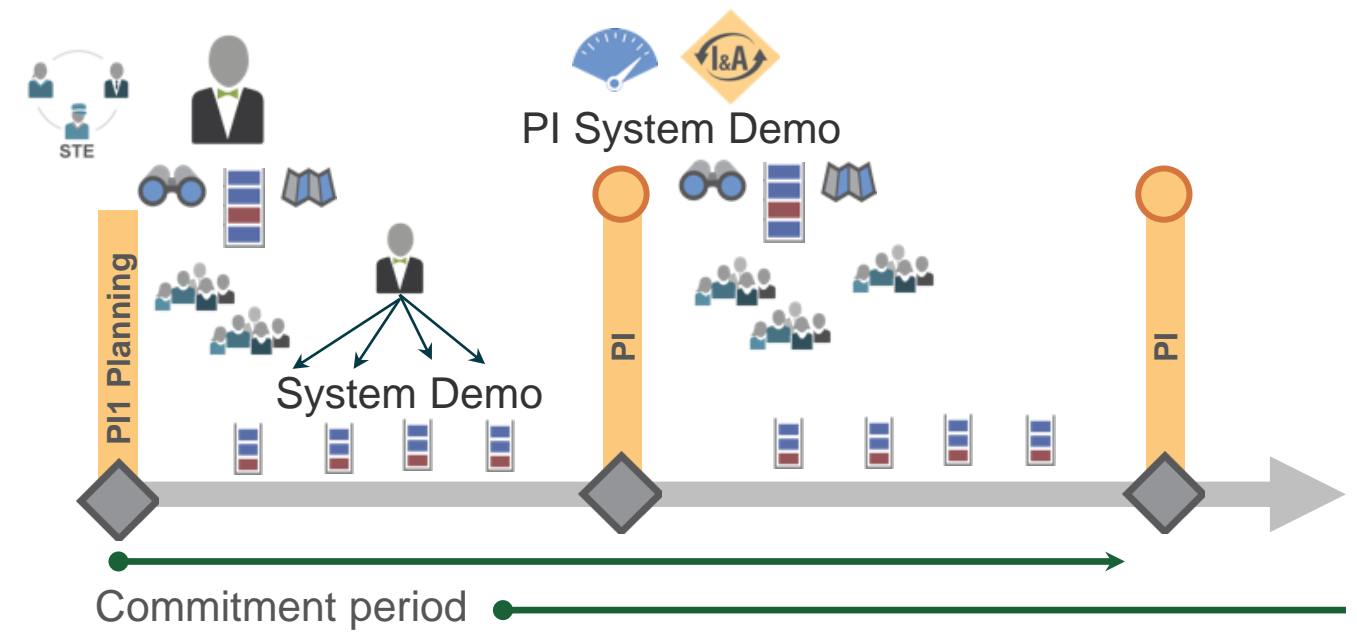 I&A
STE
PI System Demo
PI1 Planning
System Demo
PI
PI
Commitment period